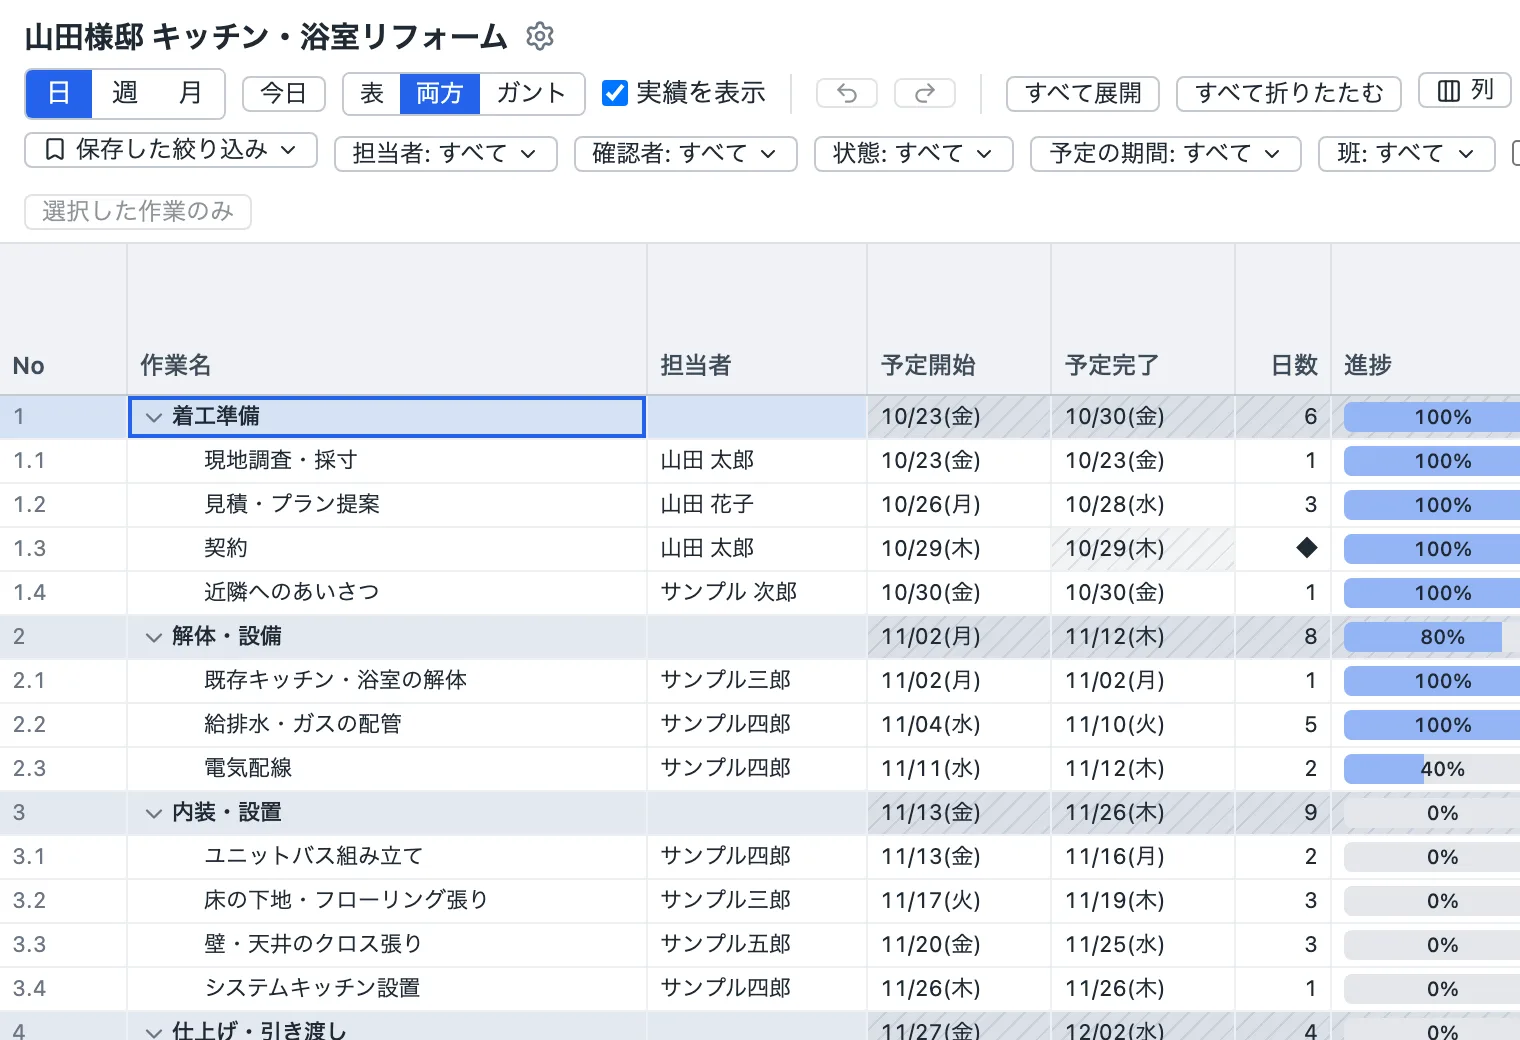 山田様邸 キッチン・浴室リフォーム
日 週 月 今日 表 両方 ガント 実績を表示 すべて展開 すべて折りたたむ 列
保存した絞り込み 担当者: すべて 確認者: すべて 状態: すべて 予定の期間: すべて 班: すべて
選択した作業のみ
No 作業名 担当者 予定開始 予定完了 日数 進捗
1 着工準備 10/23(金) 10/30(金) 6 100%
1.1 現地調査・採寸 山田 太郎 10/23(金) 10/23(金) 1 100%
1.2 見積・プラン提案 山田 花子 10/26(月) 10/28(水) 3 100%
1.3 契約 山田 太郎 10/29(木) 10/29(木) ◆ 100%
1.4 近隣へのあいさつ サンプル 次郎 10/30(金) 10/30(金) 1 100%
2 解体・設備 11/02(月) 11/12(木) 8 80%
2.1 既存キッチン・浴室の解体 サンプル三郎 11/02(月) 11/02(月) 1 100%
2.2 給排水・ガスの配管 サンプル四郎 11/04(水) 11/10(火) 5 100%
2.3 電気配線 サンプル四郎 11/11(水) 11/12(木) 2 40%
3 内装・設置 11/13(金) 11/26(木) 9 0%
3.1 ユニットバス組み立て サンプル四郎 11/13(金) 11/16(月) 2 0%
3.2 床の下地・フローリング張り サンプル三郎 11/17(火) 11/19(木) 3 0%
3.3 壁・天井のクロス張り サンプル五郎 11/20(金) 11/25(水) 3 0%
3.4 システムキッチン設置 サンプル四郎 11/26(木) 11/26(木) 1 0%
4 仕上げ・引き渡し 11/27(金) 12/02(水) 4 0%